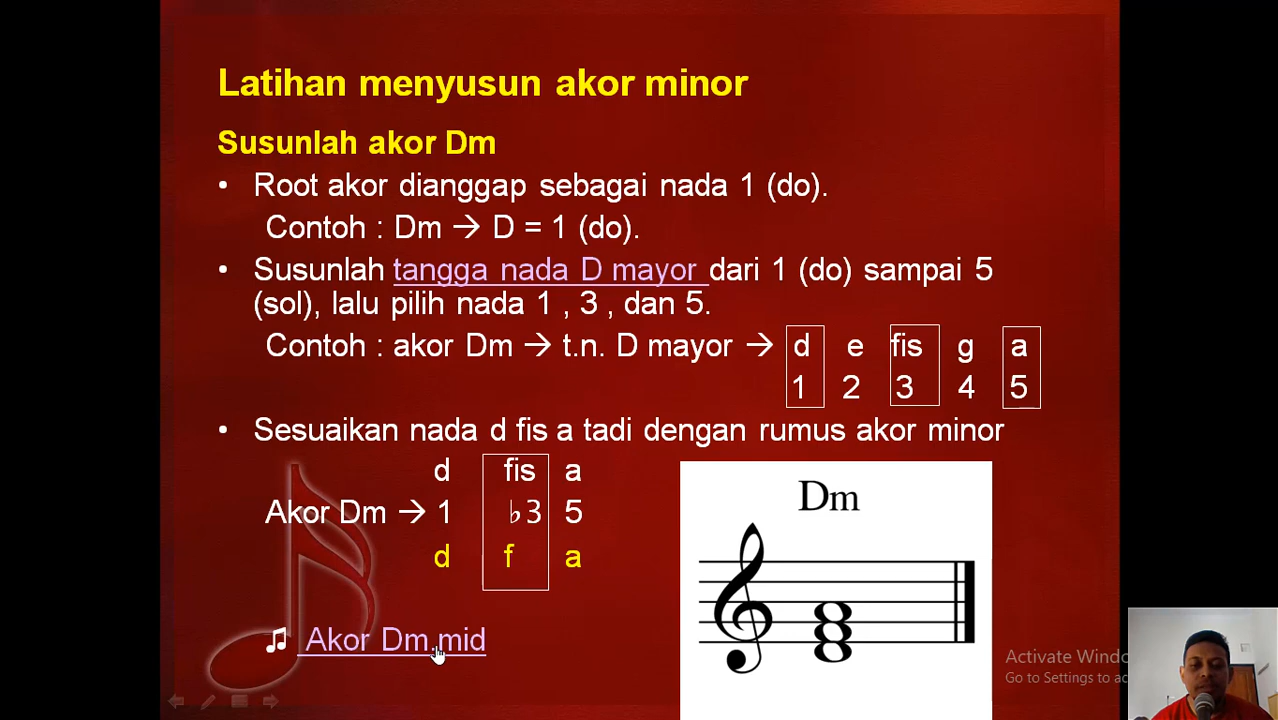 Latihan menyusun akor minor
Susunlah akor Dm
• Root akor dianggap sebagai nada 1 (do).
Contoh : Dm → D = 1 (do).
• Susunlah tangga nada D mayor dari 1 (do) sampai 5
(sol), lalu pilih nada 1 , 3 , dan 5.
Contoh : akor Dm → t.n. D mayor → d e fis g a
1 2 3 4 5
• Sesuaikan nada d fis a tadi dengan rumus akor minor
d fis a
Akor Dm → 1 ♭3 5
d f a
Dm
♫ Akor Dm.mid
Activate Windo
Go to Settings to ac